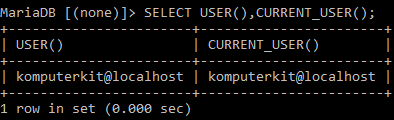 MariaDB [(none)]> SELECT USER(),CURRENT_USER();
+-----------------------+-----------------------+
| USER()                | CURRENT_USER()        |
+-----------------------+-----------------------+
| komputerkit@localhost | komputerkit@localhost |
+-----------------------+-----------------------+
1 row in set (0.000 sec)